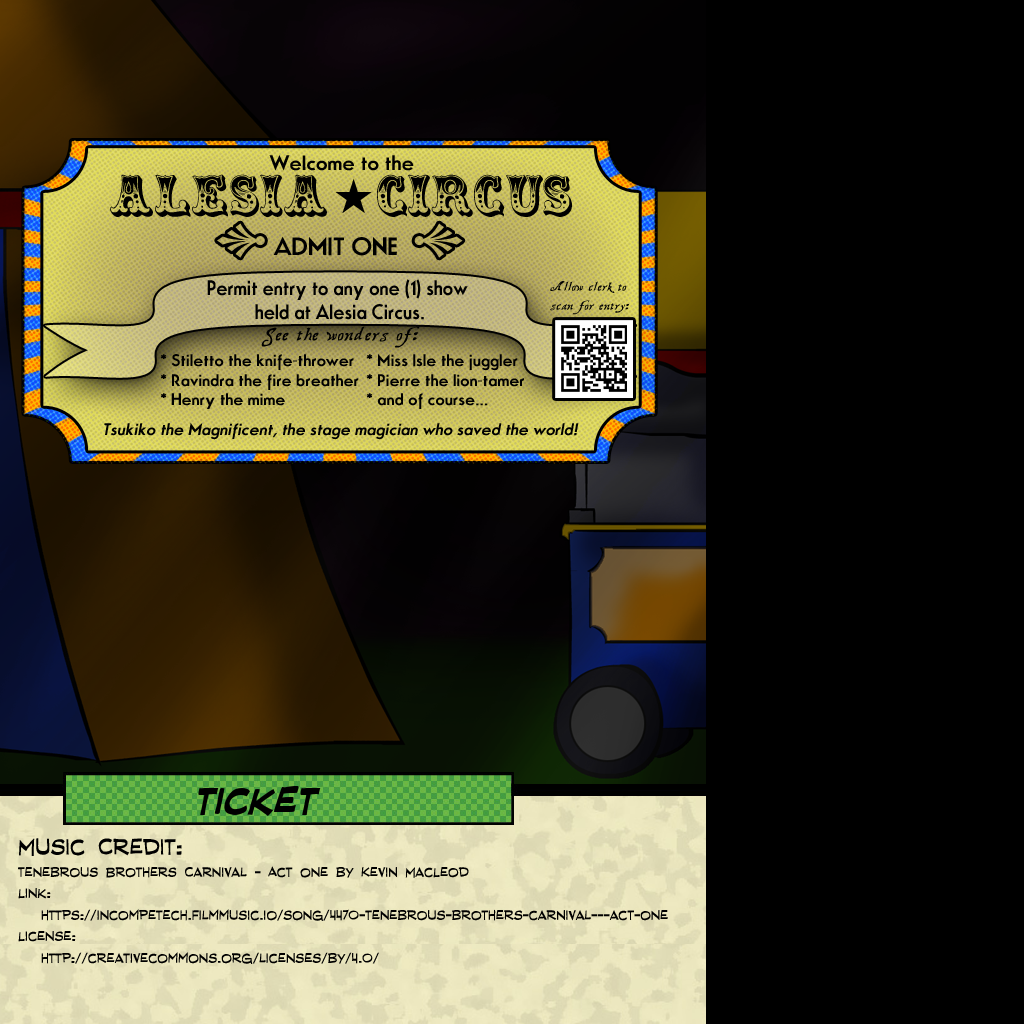 Welcome to the
ALESIA ★ CIRCUS
ADMIT ONE
Permit entry to any one (1) show
held at Alesia Circus.
Allow clerk to
scan for entry:
See the wonders of:
* Stiletto the knife-thrower * Miss Isle the juggler
* Ravindra the fire breather * Pierre the lion-tamer
* Henry the mime * and of course...
Tsukiko the Magnificent, the stage magician who saved the world!
TICKET
MUSIC CREDIT:
TENEBROUS BROTHERS CARNIVAL - ACT ONE BY KEVIN MACLEOD
LINK:
HTTPS://INCOMPETECH.FILMMUSIC.IO/SONG/4470-TENEBROUS-BROTHERS-CARNIVAL---ACT-ONE
LICENSE:
HTTP://CREATIVECOMMONS.ORG/LICENSES/BY/4.0/